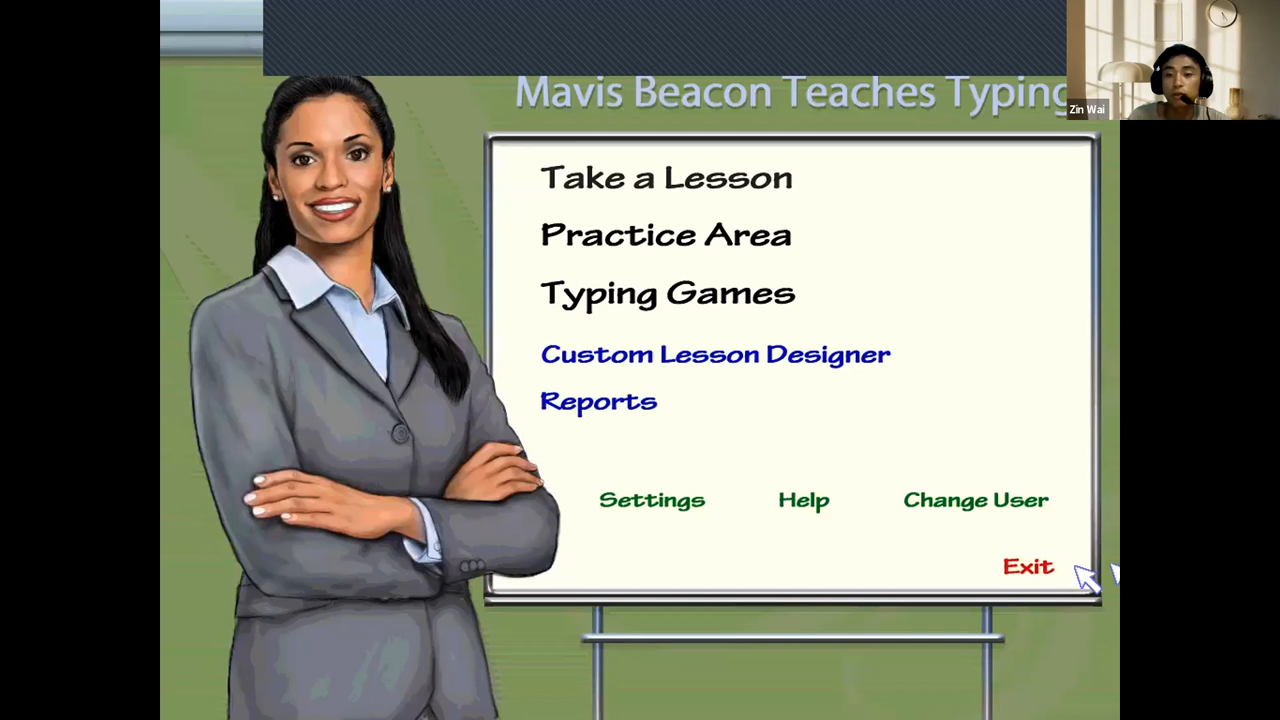 Mavis Beacon Teaches Typing
Zin Wai
Take a Lesson
Practice Area
Typing Games
Custom Lesson Designer
Reports
Settings Help Change User
Exit